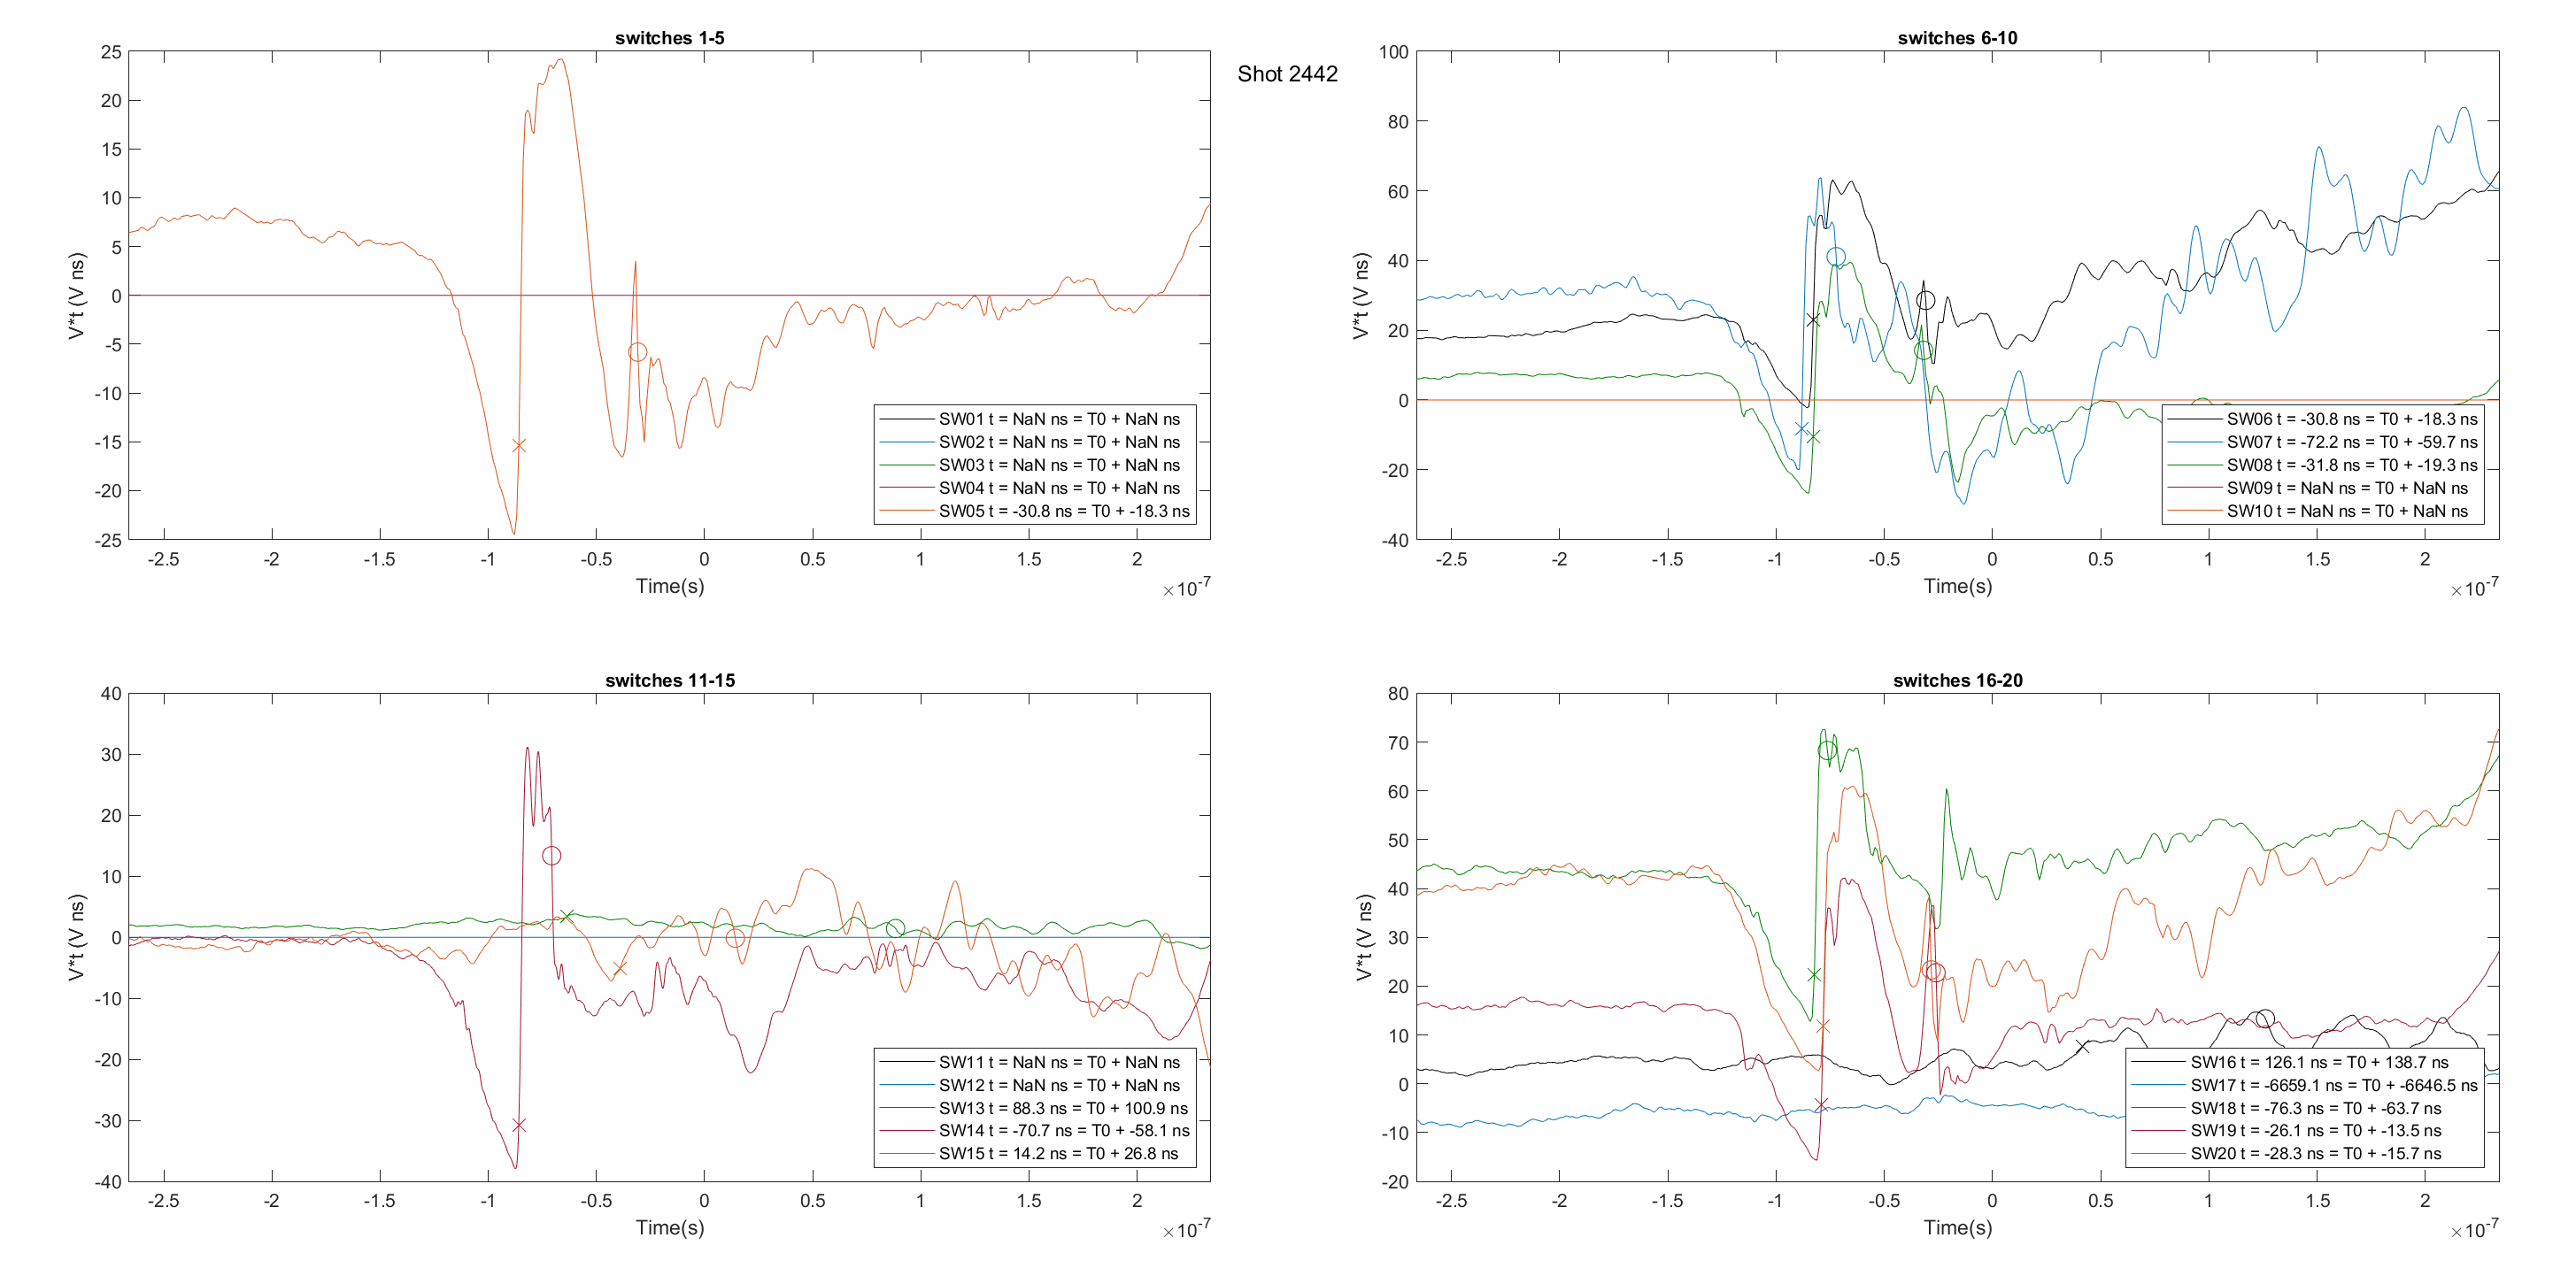 Shot 2442
switches 1-5
25
20
15
10
5
0
-5
-10
-15
-20
-25
V*t (V ns)
-2.5 -2 -1.5 -1 -0.5 0 0.5 1 1.5 2
Time(s)
×10-7
SW01 t = NaN ns = T0 + NaN ns
SW02 t = NaN ns = T0 + NaN ns
SW03 t = NaN ns = T0 + NaN ns
SW04 t = NaN ns = T0 + NaN ns
SW05 t = -30.8 ns = T0 + -18.3 ns
switches 6-10
100
80
60
40
20
0
-20
-40
V*t (V ns)
-2.5 -2 -1.5 -1 -0.5 0 0.5 1 1.5 2
Time(s)
×10-7
SW06 t = -30.8 ns = T0 + -18.3 ns
SW07 t = -72.2 ns = T0 + -59.7 ns
SW08 t = -31.8 ns = T0 + -19.3 ns
SW09 t = NaN ns = T0 + NaN ns
SW10 t = NaN ns = T0 + NaN ns
switches 11-15
40
30
20
10
0
-10
-20
-30
-40
V*t (V ns)
-2.5 -2 -1.5 -1 -0.5 0 0.5 1 1.5 2
Time(s)
×10-7
SW11 t = NaN ns = T0 + NaN ns
SW12 t = NaN ns = T0 + NaN ns
SW13 t = 88.3 ns = T0 + 100.9 ns
SW14 t = -70.7 ns = T0 + -58.1 ns
SW15 t = 14.2 ns = T0 + 26.8 ns
switches 16-20
80
70
60
50
40
30
20
10
0
-10
-20
V*t (V ns)
-2.5 -2 -1.5 -1 -0.5 0 0.5 1 1.5 2
Time(s)
×10-7
SW16 t = 126.1 ns = T0 + 138.7 ns
SW17 t = -6659.1 ns = T0 + -6646.5 ns
SW18 t = -76.3 ns = T0 + -63.7 ns
SW19 t = -26.1 ns = T0 + -13.5 ns
SW20 t = -28.3 ns = T0 + -15.7 ns